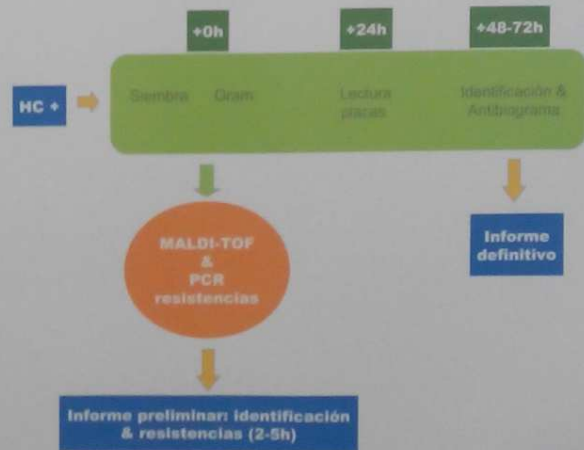 +0h
+24h
+48-72h
HC +
Siembra Gram
Lectura
placas
Identificación &
Antibiograma
MALDI-TOF
&
PCR
resistencias
Informe
definitivo
Informe preliminar: identificación
& resistencias (2-5h)